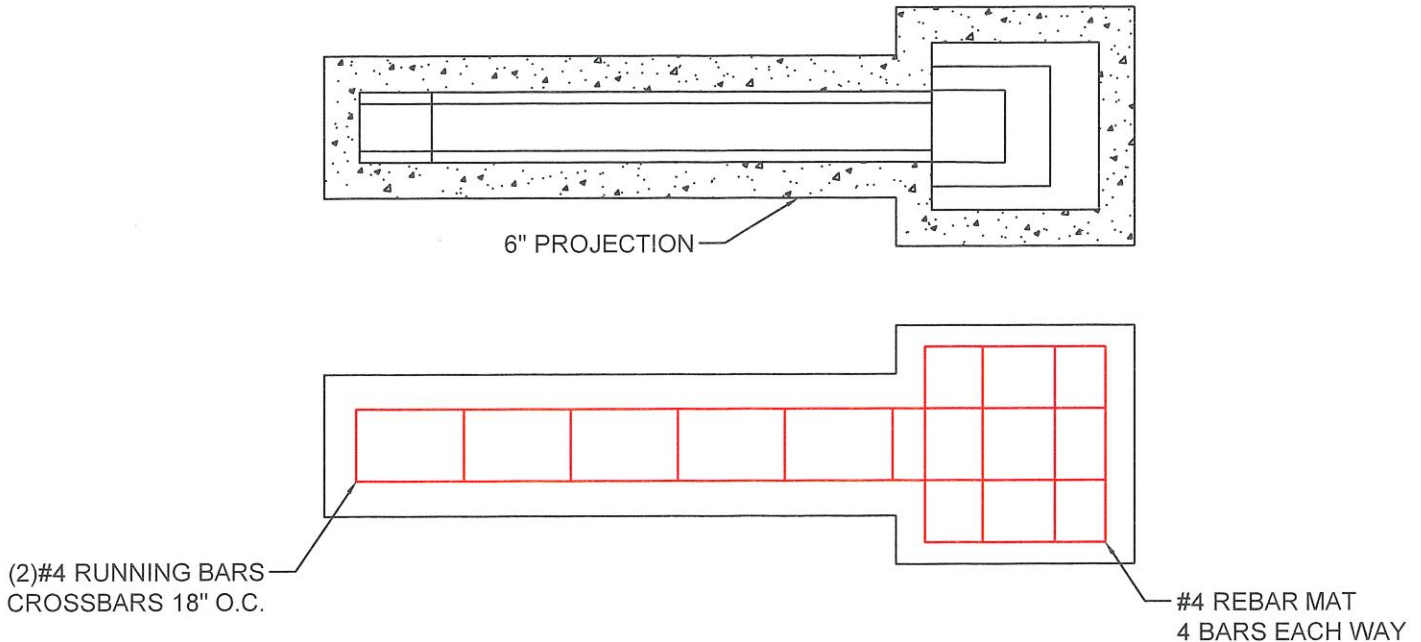 6" PROJECTION
(2)#4 RUNNING BARS
CROSSBARS 18" O.C.
#4 REBAR MAT
4 BARS EACH WAY